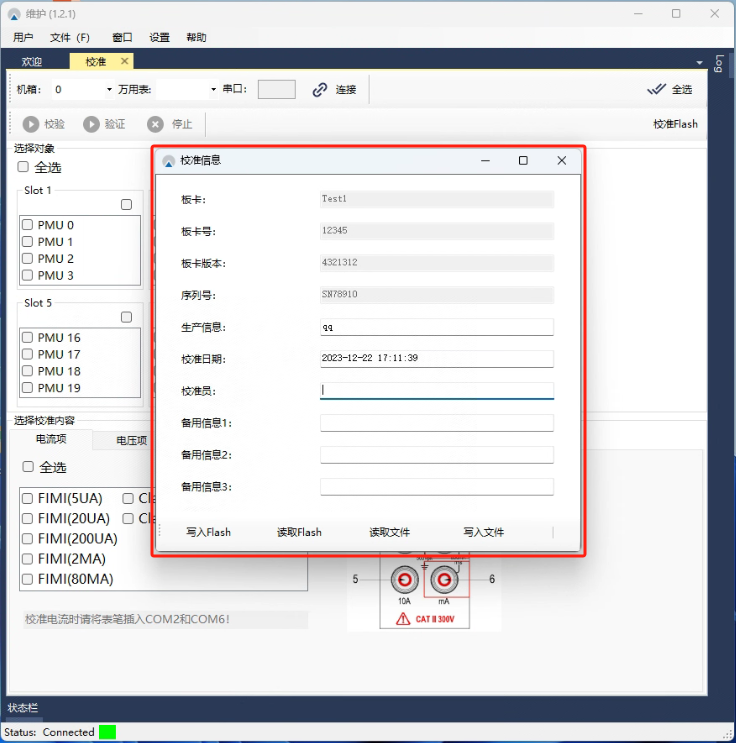 维护 (1.2.1)
用户 文件 (F) 窗口 设置 帮助
欢迎 校准
Log
机箱: 0 万用表: 串口: 连接 全选
校验 验证 停止 校准Flash
选择对象
全选
Slot 1
PMU 0
PMU 1
PMU 2
PMU 3
Slot 5
PMU 16
PMU 17
PMU 18
PMU 19
校准信息
板卡: Test1
板卡号: 12345
板卡版本: 4321312
序列号: SN78910
生产信息: qq
校准日期: 2023-12-22 17:11:39
校准员:
备用信息1:
备用信息2:
备用信息3:
写入Flash 读取Flash 读取文件 写入文件
选择校准内容
电流项 电压项
全选
FIMI(5UA)
FIMI(20UA)
FIMI(200UA)
FIMI(2MA)
FIMI(80MA)
校准电流时请将表笔插入COM2和COM6!
5 6
10A mA
CAT II 300V
状态栏
Status: Connected